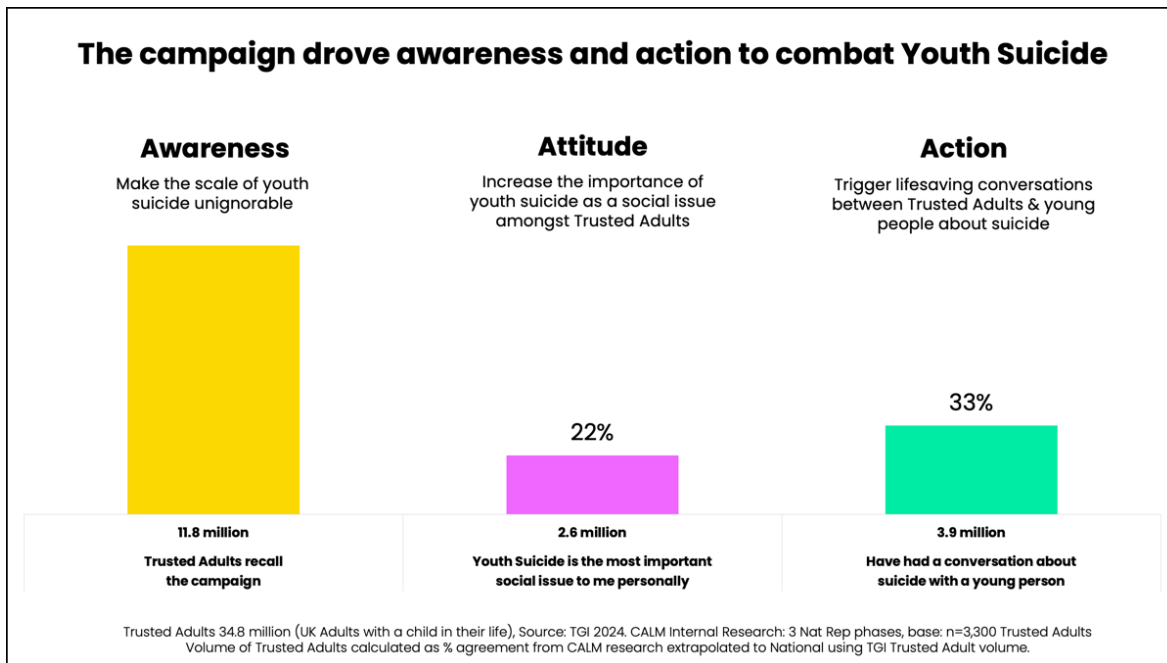 The campaign drove awareness and action to combat Youth Suicide
Awareness
Make the scale of youth
suicide unignorable
Attitude
Increase the importance of
youth suicide as a social issue
amongst Trusted Adults
Action
Trigger lifesaving conversations
between Trusted Adults & young
people about suicide
22%
33%
11.8 million
Trusted Adults recall
the campaign
2.6 million
Youth Suicide is the most important
social issue to me personally
3.9 million
Have had a conversation about
suicide with a young person
Trusted Adults 34.8 million (UK Adults with a child in their life), Source: TGI 2024. CALM Internal Research: 3 Nat Rep phases, base: n=3,300 Trusted Adults
Volume of Trusted Adults calculated as % agreement from CALM research extrapolated to National using TGI Trusted Adult volume.